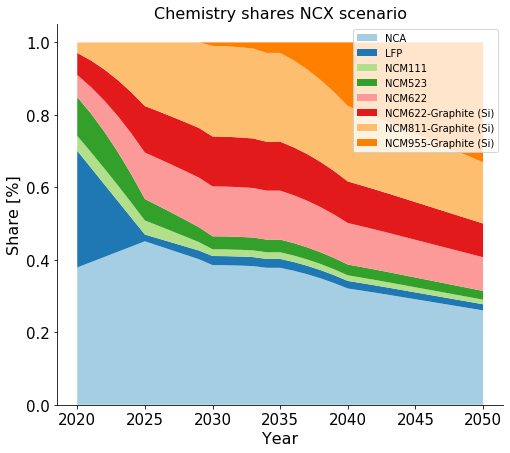 Chemistry shares NCX scenario
NCA
LFP
NCM111
NCM523
NCM622
NCM622-Graphite (Si)
NCM811-Graphite (Si)
NCM955-Graphite (Si)
Share [%]
1.0
0.8
0.6
0.4
0.2
0.0
2020 2025 2030 2035 2040 2045 2050
Year